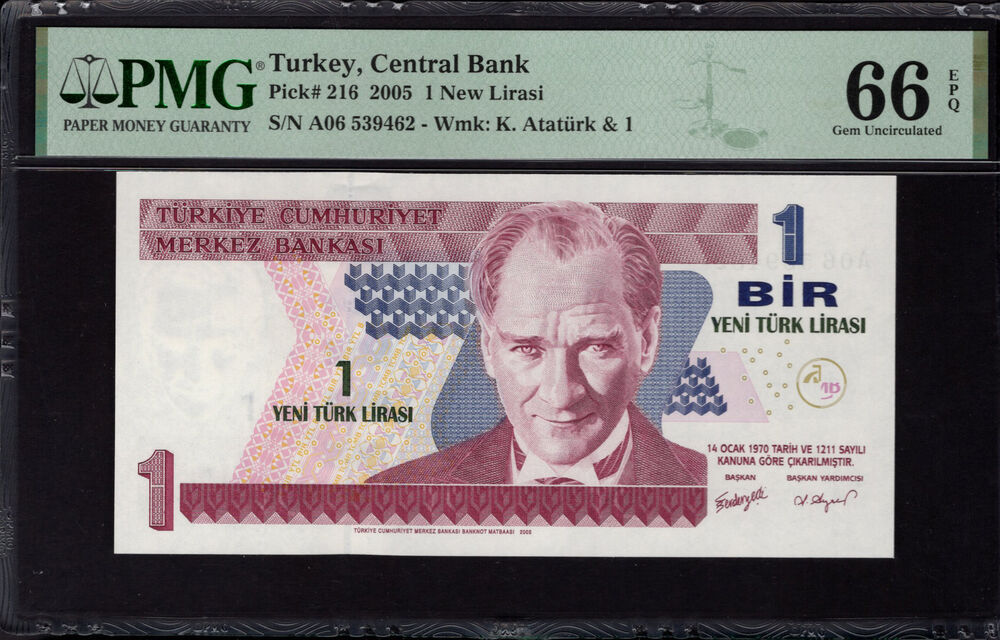 PMG®
PAPER MONEY GUARANTY
Turkey, Central Bank
Pick# 216 2005 1 New Lirasi
S/N A06 539462 - Wmk: K. Atatürk & 1
66
EPQ
Gem Uncirculated
TÜRKİYE CUMHURİYET
MERKEZ BANKASI
1
BİR
YENİ TÜRK LİRASI
1
YENİ TÜRK LİRASI
14 OCAK 1970 TARİH VE 1211 SAYILI
KANUNA GÖRE ÇIKARILMIŞTIR.
BAŞKAN BAŞKAN YARDIMCISI
1
TÜRKİYE CUMHURİYET MERKEZ BANKASI BANKNOT MATBAASI 2005